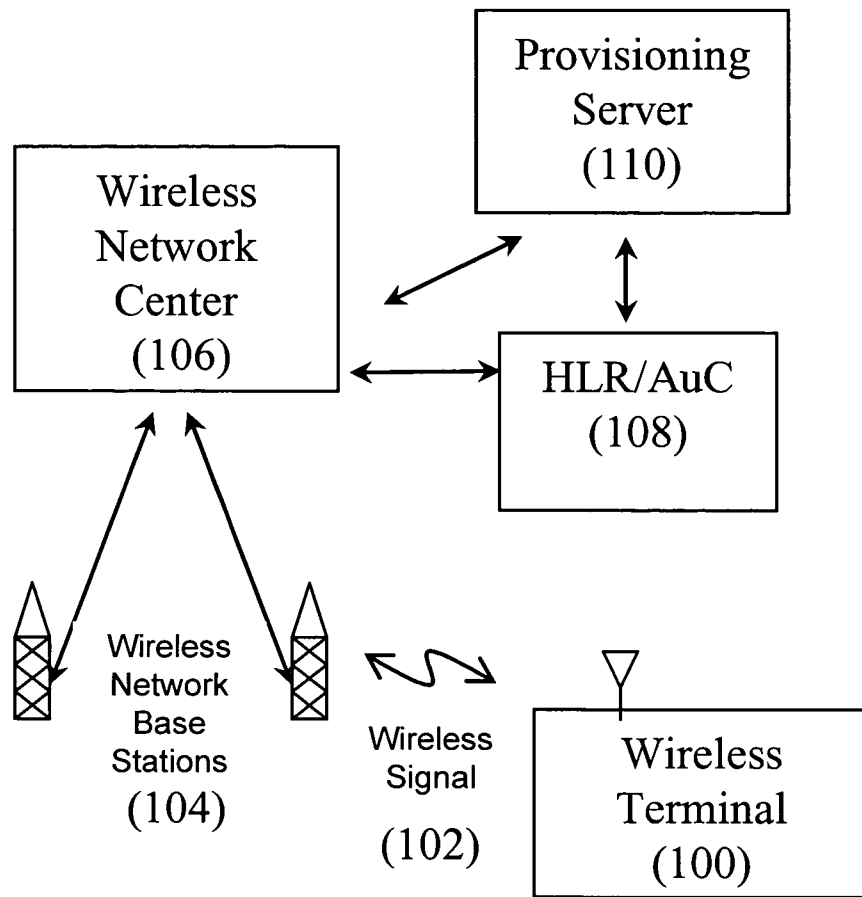 Provisioning
Server
(110)
Wireless
Network
Center
(106)
HLR/AuC
(108)
Wireless
Network
Base
Stations
(104)
Wireless
Signal
(102)
Wireless
Terminal
(100)